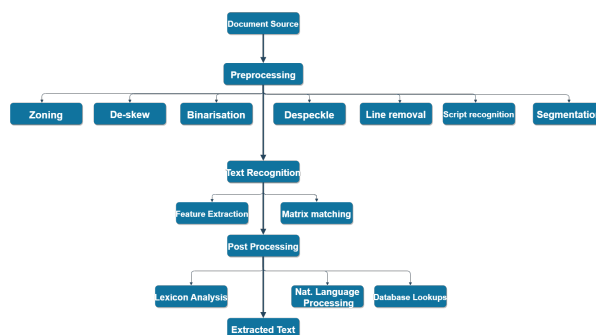 Document Source
Preprocessing
Zoning
De-skew
Binarisation
Despeckle
Line removal
Script recognition
Segmentation
Text Recognition
Feature Extraction
Matrix matching
Post Processing
Lexicon Analysis
Nat. Language
Processing
Database Lookups
Extracted Text